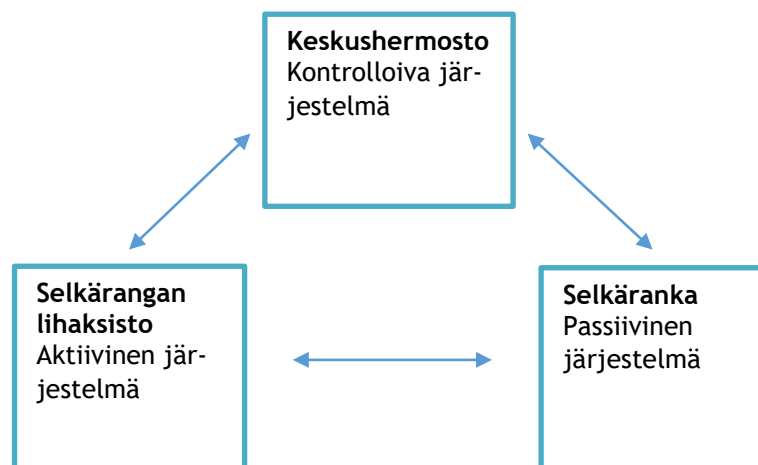 Keskushermosto
Kontrolloiva jär-
jestelmä
Selkärangan
lihaksisto
Aktiivinen jär-
jestelmä
Selkäranka
Passiivinen
järjestelmä